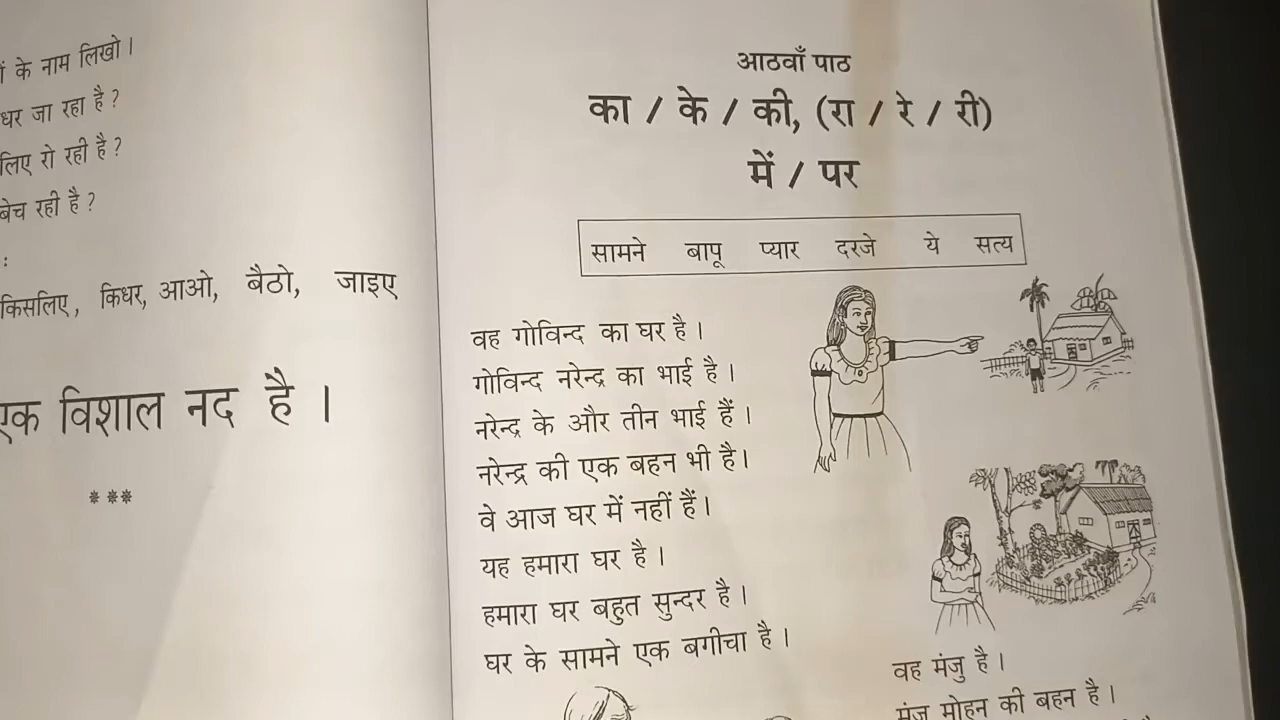 के नाम लिखो।
जा रहा है ?
रो रही है ?
रही है ?
:
किसलिए, किधर, आओ, बैठो, जाइए
एक विशाल नद है ।
***
आठवाँ पाठ
का / के / की, (रा / रे / री)
में / पर
सामने बापू प्यार दरजे ये सत्य
वह गोविन्द का घर है ।
गोविन्द नरेन्द्र का भाई है ।
नरेन्द्र के और तीन भाई हैं ।
नरेन्द्र की एक बहन भी है।
वे आज घर में नहीं हैं।
यह हमारा घर है ।
हमारा घर बहुत सुन्दर है ।
घर के सामने एक बगीचा है ।
वह मंजु है ।
मंजु मोहन की बहन है ।